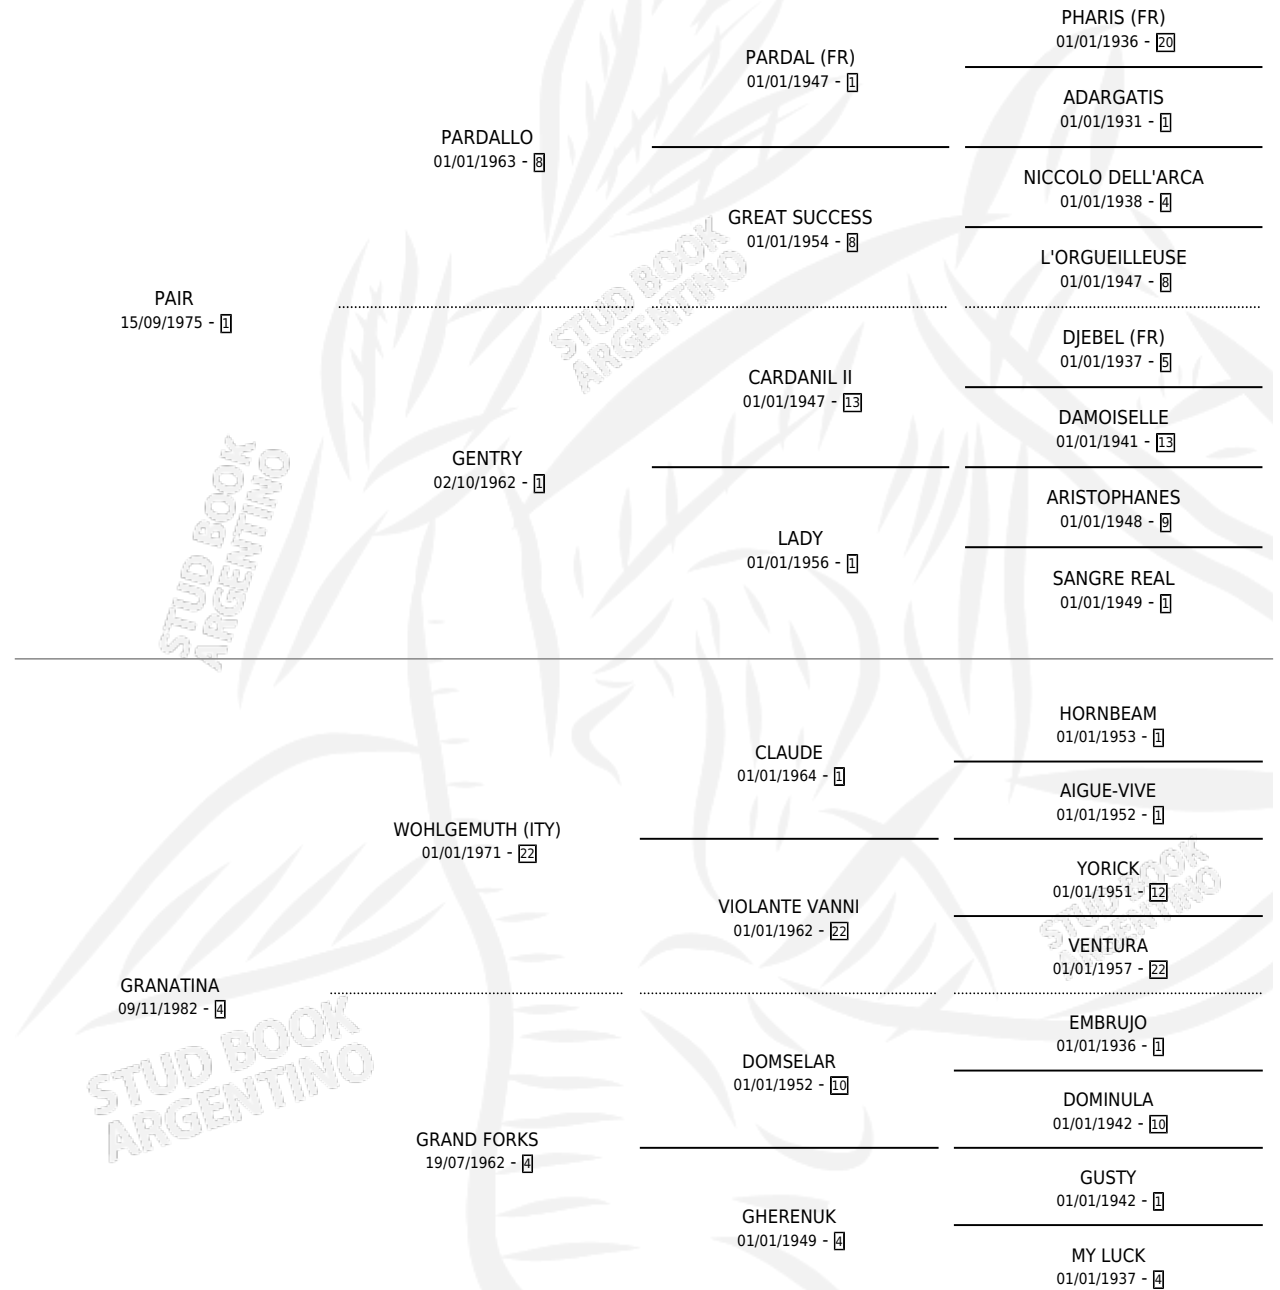 PHARIS (FR)
01/01/1936 - 20
PARDAL (FR)
01/01/1947 - 1
ADARGATIS
01/01/1931 - 1
PARDALLO
01/01/1963 - 8
NICCOLO DELL'ARCA
01/01/1938 - 4
GREAT SUCCESS
01/01/1954 - 8
L'ORGUEILLEUSE
01/01/1947 - 8
PAIR
15/09/1975 - 1
DJEBEL (FR)
01/01/1937 - 5
CARDANIL II
01/01/1947 - 13
DAMOISELLE
01/01/1941 - 13
GENTRY
02/10/1962 - 1
ARISTOPHANES
01/01/1948 - 9
LADY
01/01/1956 - 1
SANGRE REAL
01/01/1949 - 1
HORNBEAM
01/01/1953 - 1
CLAUDE
01/01/1964 - 1
AIGUE-VIVE
01/01/1952 - 1
WOHLGEMUTH (ITY)
01/01/1971 - 22
YORICK
01/01/1951 - 12
VIOLANTE VANNI
01/01/1962 - 22
VENTURA
01/01/1957 - 22
GRANATINA
09/11/1982 - 4
EMBRUJO
01/01/1936 - 1
DOMSELAR
01/01/1952 - 10
DOMINULA
01/01/1942 - 10
GRAND FORKS
19/07/1962 - 4
GUSTY
01/01/1942 - 1
GHERENUK
01/01/1949 - 4
MY LUCK
01/01/1937 - 4
STUD BOOK
ARGENTINO
STUD BOOK
ARGENTINO
STUD BOOK
ARGENTINO
STUD BOOK
ARGENTINO